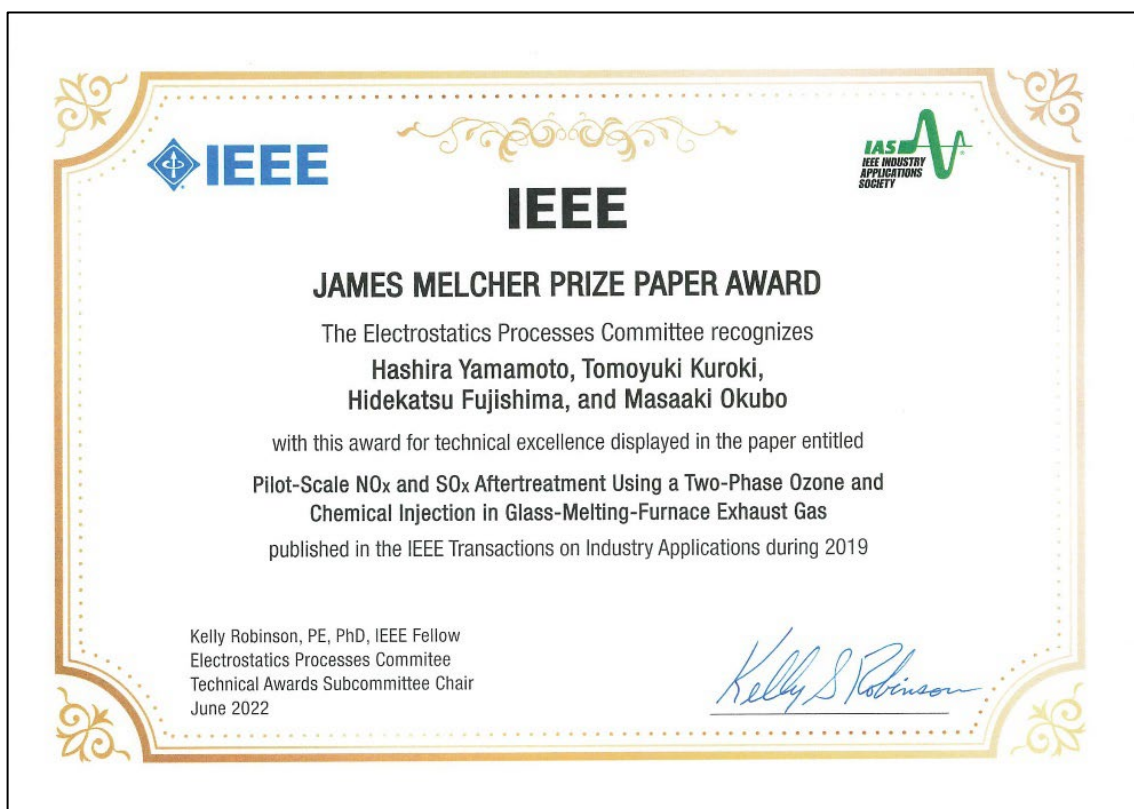 IEEE
IAS
IEEE INDUSTRY
APPLICATIONS
SOCIETY
IEEE
JAMES MELCHER PRIZE PAPER AWARD
The Electrostatics Processes Committee recognizes
Hashira Yamamoto, Tomoyuki Kuroki,
Hidekatsu Fujishima, and Masaaki Okubo
with this award for technical excellence displayed in the paper entitled
Pilot-Scale NOx and SOx Aftertreatment Using a Two-Phase Ozone and
Chemical Injection in Glass-Melting-Furnace Exhaust Gas
published in the IEEE Transactions on Industry Applications during 2019
Kelly Robinson, PE, PhD, IEEE Fellow
Electrostatics Processes Commitee
Technical Awards Subcommittee Chair
June 2022
Kelly S Robinson